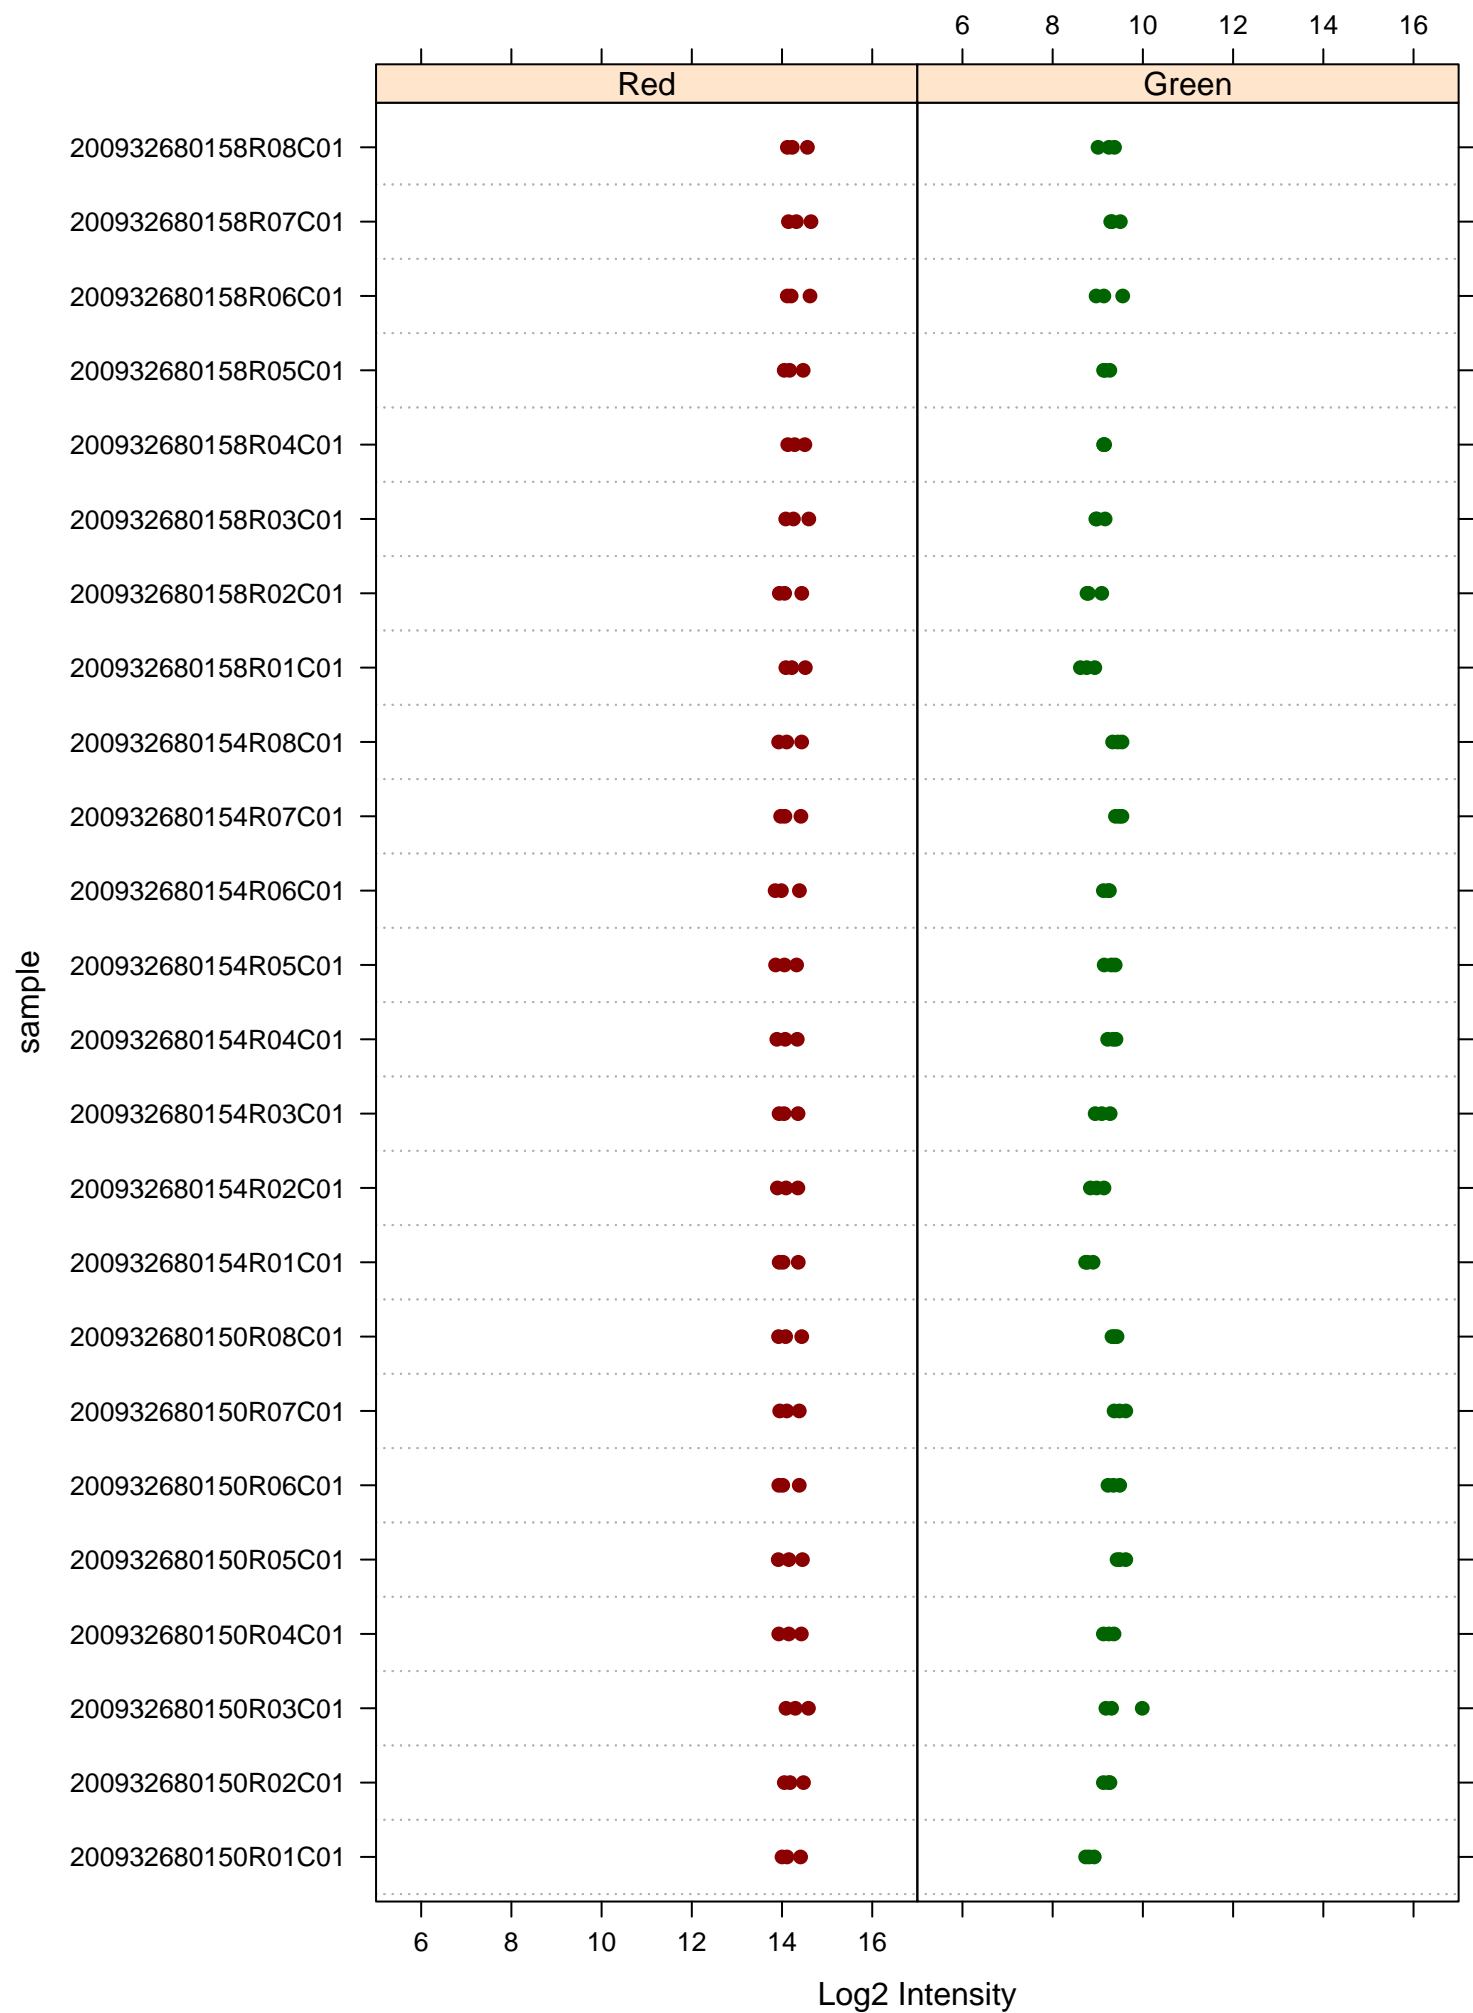 6 8 10 12 14 16
Red Green
200932680158R08C01
200932680158R07C01
200932680158R06C01
200932680158R05C01
200932680158R04C01
200932680158R03C01
200932680158R02C01
200932680158R01C01
200932680154R08C01
200932680154R07C01
200932680154R06C01
200932680154R05C01
200932680154R04C01
200932680154R03C01
200932680154R02C01
200932680154R01C01
200932680150R08C01
200932680150R07C01
200932680150R06C01
200932680150R05C01
200932680150R04C01
200932680150R03C01
200932680150R02C01
200932680150R01C01
sample
6 8 10 12 14 16
Log2 Intensity